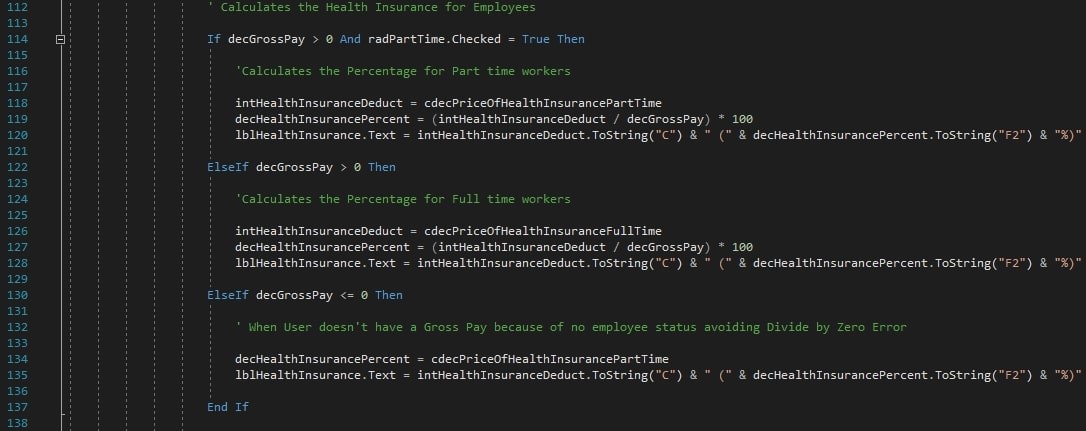 112 ' Calculates the Health Insurance for Employees
113
114 If decGrossPay > 0 And radPartTime.Checked = True Then
115
116 'Calculates the Percentage for Part time workers
117
118 intHealthInsuranceDeduct = cdecPriceOfHealthInsurancePartTime
119 decHealthInsurancePercent = (intHealthInsuranceDeduct / decGrossPay) * 100
120 lblHealthInsurance.Text = intHealthInsuranceDeduct.ToString("C") & " (" & decHealthInsurancePercent.ToString("F2") & "%)"
121
122 ElseIf decGrossPay > 0 Then
123
124 'Calculates the Percentage for Full time workers
125
126 intHealthInsuranceDeduct = cdecPriceOfHealthInsuranceFullTime
127 decHealthInsurancePercent = (intHealthInsuranceDeduct / decGrossPay) * 100
128 lblHealthInsurance.Text = intHealthInsuranceDeduct.ToString("C") & " (" & decHealthInsurancePercent.ToString("F2") & "%)"
129
130 ElseIf decGrossPay <= 0 Then
131
132 ' When User doesn't have a Gross Pay because of no employee status avoiding Divide by Zero Error
133
134 decHealthInsurancePercent = cdecPriceOfHealthInsurancePartTime
135 lblHealthInsurance.Text = intHealthInsuranceDeduct.ToString("C") & " (" & decHealthInsurancePercent.ToString("F2") & "%)"
136
137 End If
138